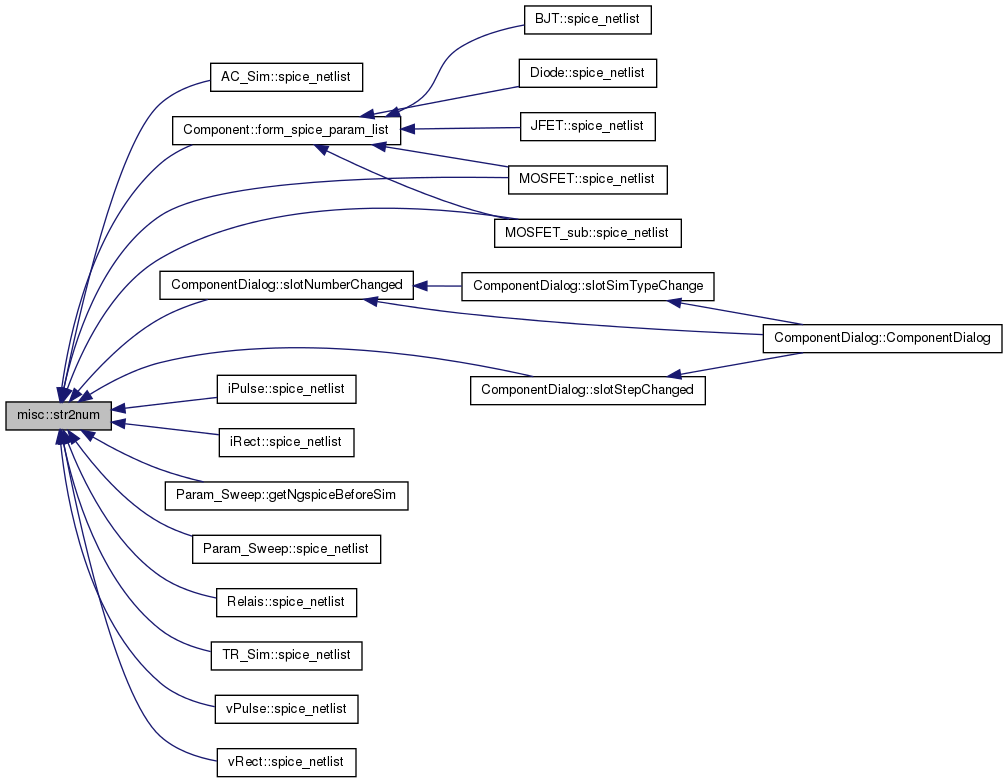 BJT::spice_netlist
AC_Sim::spice_netlist
Diode::spice_netlist
Component::form_spice_param_list
JFET::spice_netlist
MOSFET::spice_netlist
MOSFET_sub::spice_netlist
ComponentDialog::slotNumberChanged
ComponentDialog::slotSimTypeChange
ComponentDialog::ComponentDialog
ComponentDialog::slotStepChanged
iPulse::spice_netlist
misc::str2num
iRect::spice_netlist
Param_Sweep::getNgspiceBeforeSim
Param_Sweep::spice_netlist
Relais::spice_netlist
TR_Sim::spice_netlist
vPulse::spice_netlist
vRect::spice_netlist